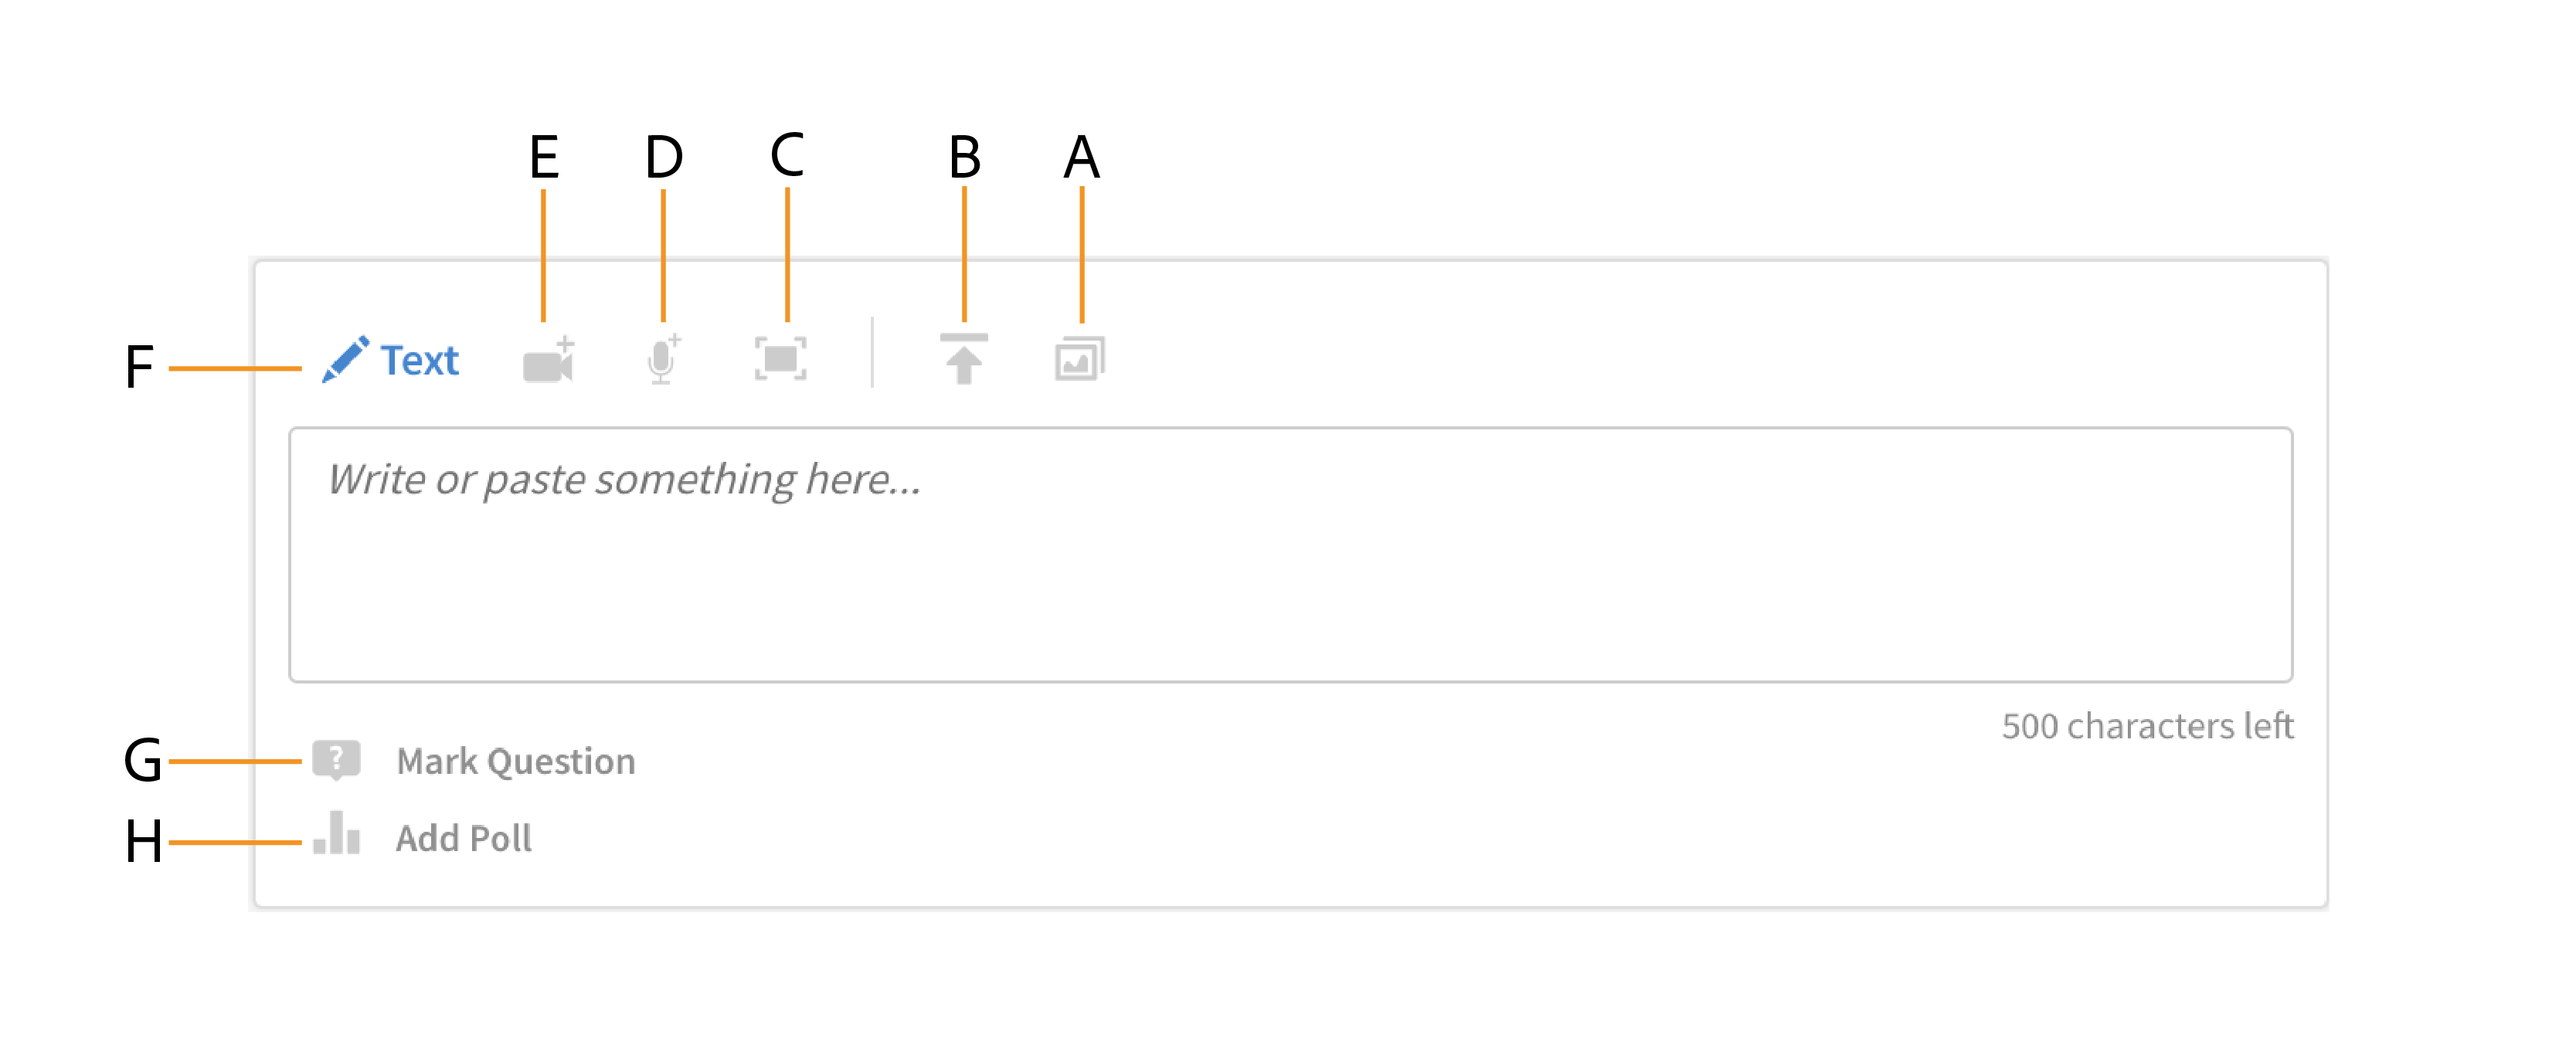 E D C B A
F Text
Write or paste something here...
500 characters left
G Mark Question
H Add Poll